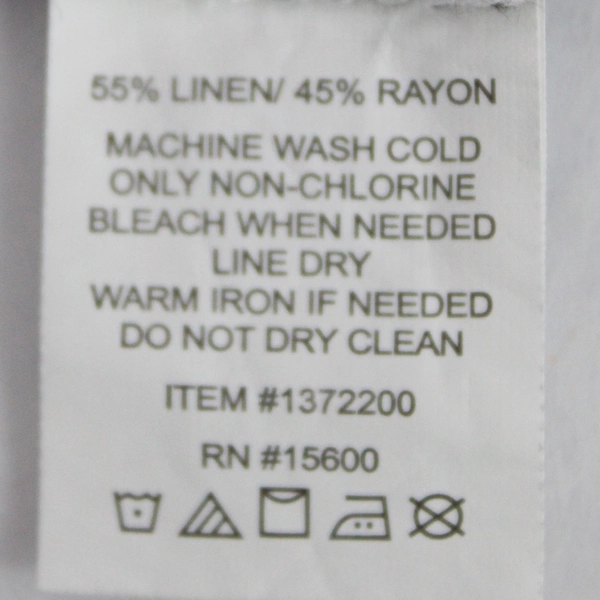 55% LINEN/ 45% RAYON
MACHINE WASH COLD
ONLY NON-CHLORINE
BLEACH WHEN NEEDED
LINE DRY
WARM IRON IF NEEDED
DO NOT DRY CLEAN
ITEM #1372200
RN #15600